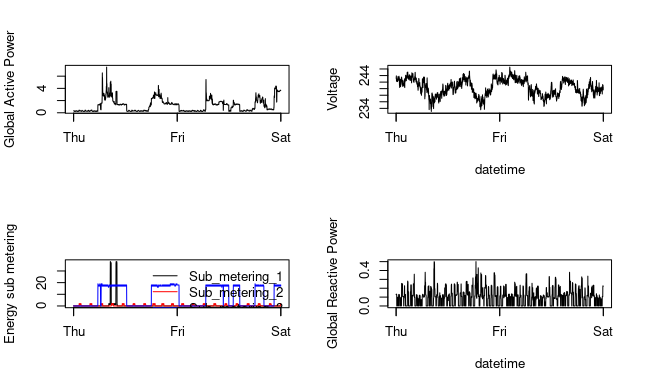 Global Active Power
0 4
Thu Fri Sat
Voltage
234 244
Thu Fri Sat
datetime
Energy sub metering
0 20
Sub_metering_1
Sub_metering_2
Thu Fri Sat
Global Reactive Power
0.0 0.4
Thu Fri Sat
datetime